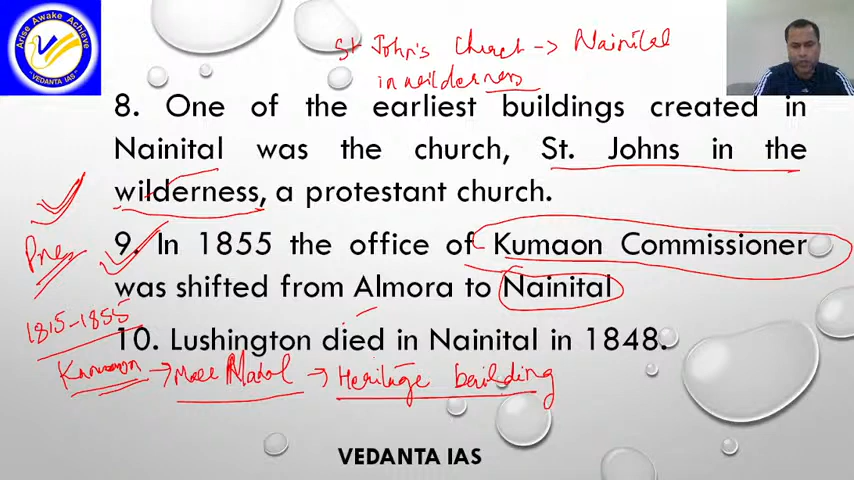 Arise Awake Achieve
VEDANTA IAS
St John's Church → Nainital
in wilderness
8. One of the earliest buildings created in
Nainital was the church, St. Johns in the
wilderness, a protestant church.
Pre
9. In 1855 the office of Kumaon Commissioner
was shifted from Almora to Nainital
1815-1855
10. Lushington died in Nainital in 1848.
Kumaon → Mall → Heritage building
VEDANTA IAS